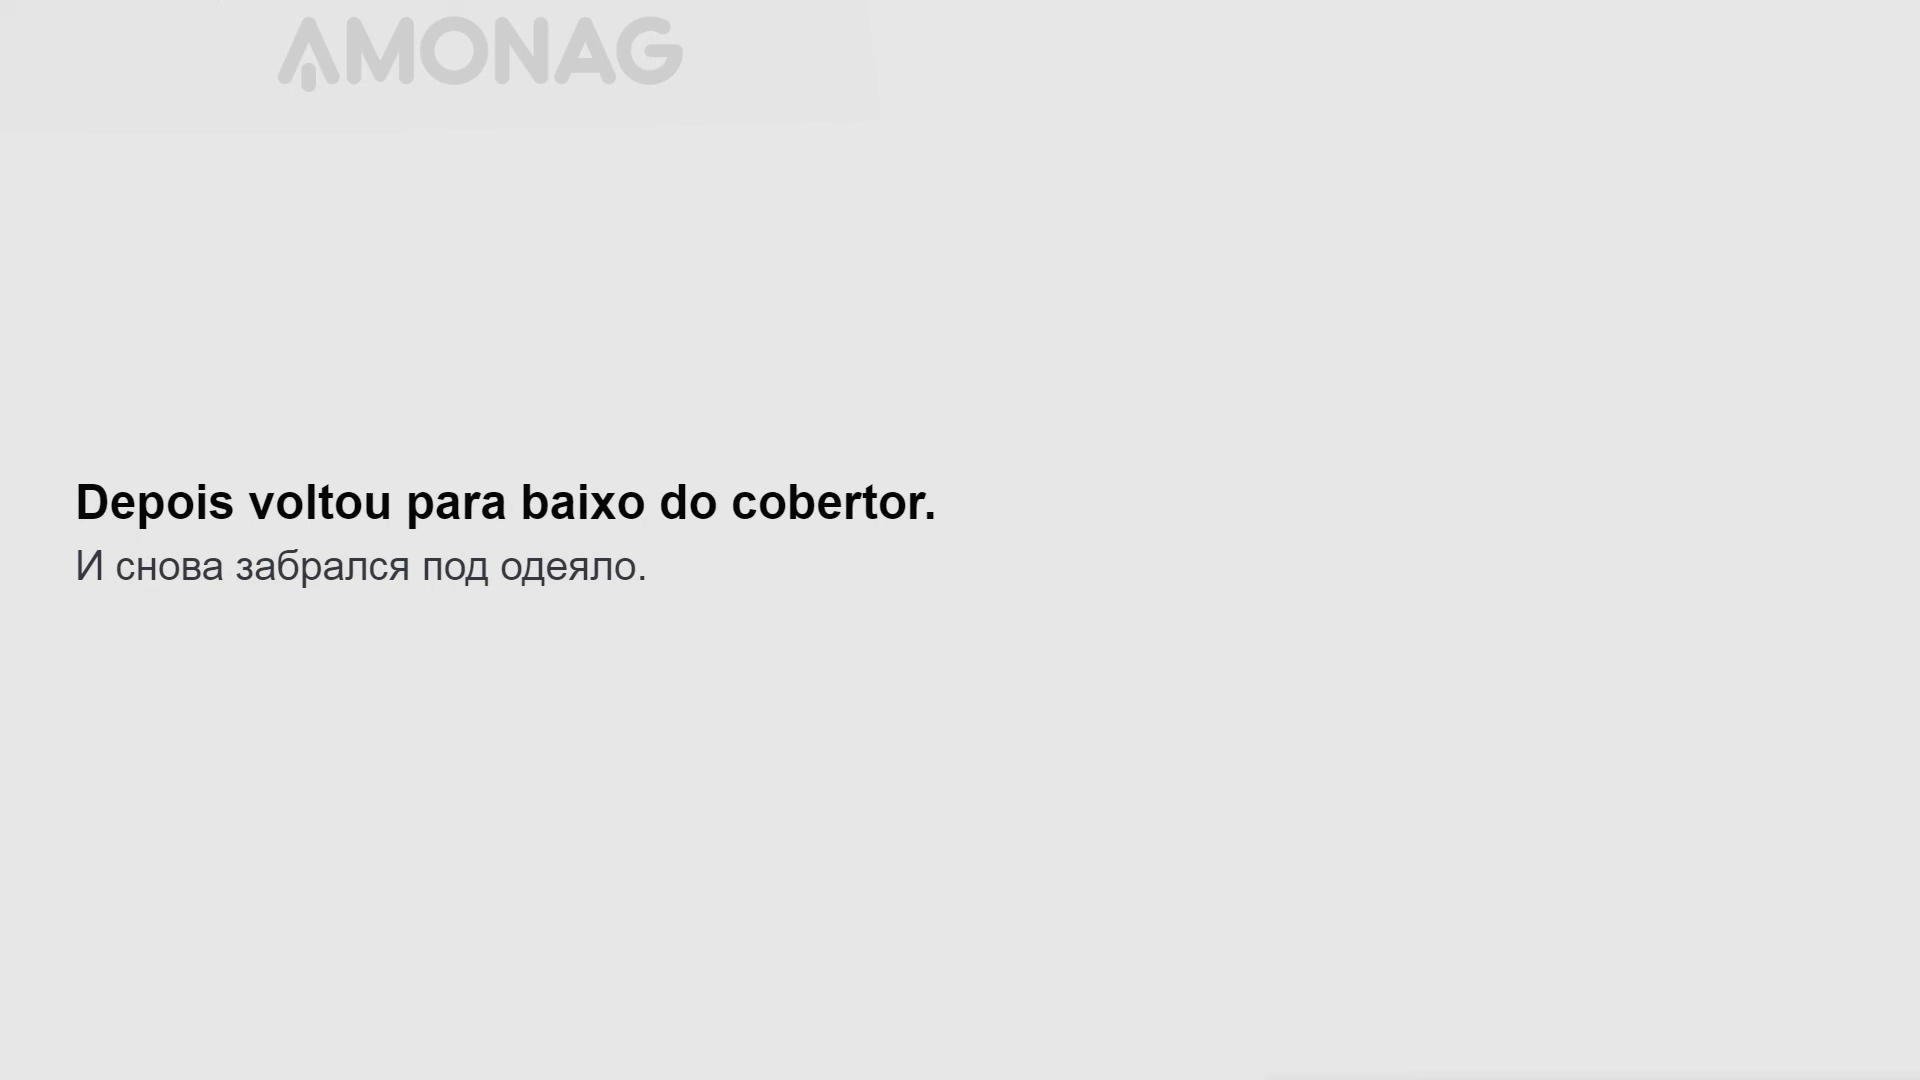 AMONAG
Depois voltou para baixo do cobertor.
И снова забрался под одеяло.